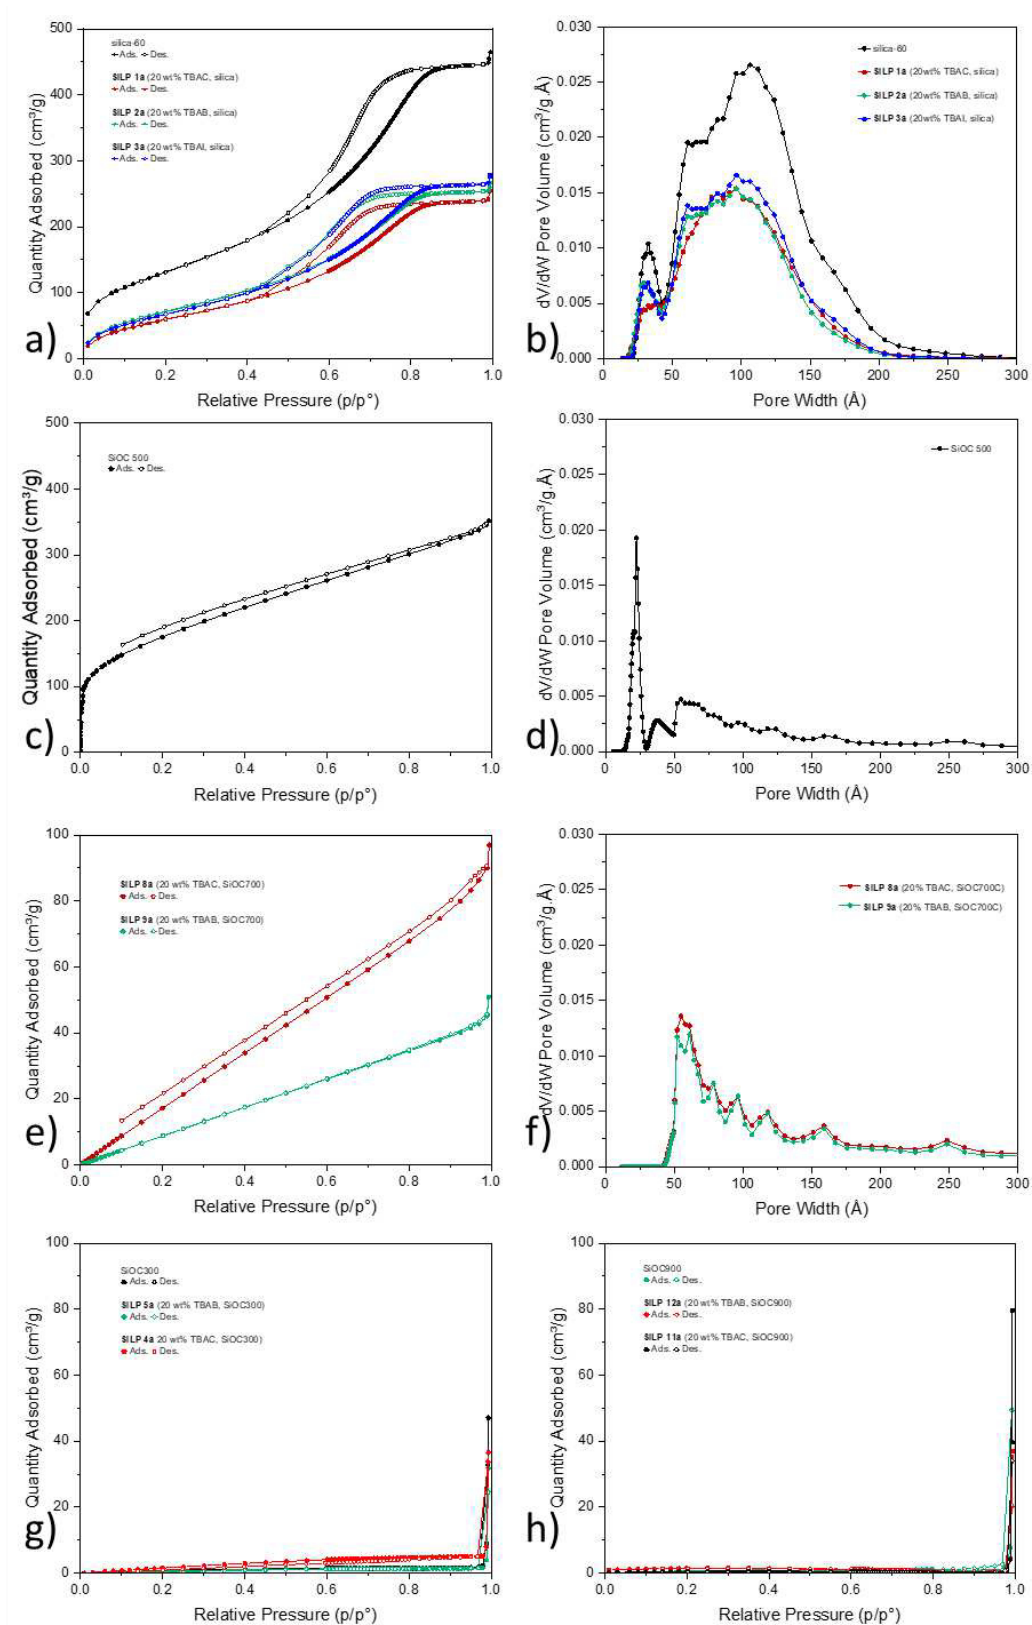 500
400
300
200
100
0
Quantity Adsorbed (cm³/g)
silica-60
Ads. Des.
SILP 1a (20 wt% TBAC, silica)
Ads. Des.
SILP 2a (20 wt% TBAB, silica)
Ads. Des.
SILP 3a (20 wt% TBAI, silica)
Ads. Des.
a)
0.0 0.2 0.4 0.6 0.8 1.0
Relative Pressure (p/p°)
0.030
0.025
0.020
0.015
0.010
0.005
0.000
dV/dW Pore Volume (cm³/g.Å)
silica-60
SILP 1a (20wt% TBAC, silica)
SILP 2a (20wt% TBAB, silica)
SILP 3a (20wt% TBAI, silica)
b)
0 50 100 150 200 250 300
Pore Width (Å)
500
400
300
200
100
0
Quantity Adsorbed (cm³/g)
SiOC 500
Ads. Des.
c)
0.0 0.2 0.4 0.6 0.8 1.0
Relative Pressure (p/p°)
0.030
0.025
0.020
0.015
0.010
0.005
0.000
dV/dW Pore Volume (cm³/g.Å)
SiOC 500
d)
0 50 100 150 200 250 300
Pore Width (Å)
100
80
60
40
20
0
Quantity Adsorbed (cm³/g)
SILP 8a (20 wt% TBAC, SiOC700)
Ads. Des.
SILP 9a (20 wt% TBAB, SiOC700)
Ads. Des.
e)
0.0 0.2 0.4 0.6 0.8 1.0
Relative Pressure (p/p°)
0.030
0.025
0.020
0.015
0.010
0.005
0.000
dV/dW Pore Volume (cm³/g.Å)
SILP 8a (20% TBAC, SiOC700C)
SILP 9a (20% TBAB, SiOC700C)
f)
0 50 100 150 200 250 300
Pore Width (Å)
100
80
60
40
20
0
Quantity Adsorbed (cm³/g)
SiOC300
Ads. Des.
SILP 5a (20 wt% TBAB, SiOC300)
Ads. Des.
SILP 4a 20 wt% TBAC, SiOC300)
Ads. Des.
g)
0.0 0.2 0.4 0.6 0.8 1.0
Relative Pressure (p/p°)
100
80
60
40
20
0
Quantity Adsorbed (cm³/g)
SiOC900
Ads. Des.
SILP 12a (20 wt% TBAB, SiOC900)
Ads. Des.
SILP 11a (20 wt% TBAC, SiOC900)
Ads. Des.
h)
0.0 0.2 0.4 0.6 0.8 1.0
Relative Pressure (p/p°)